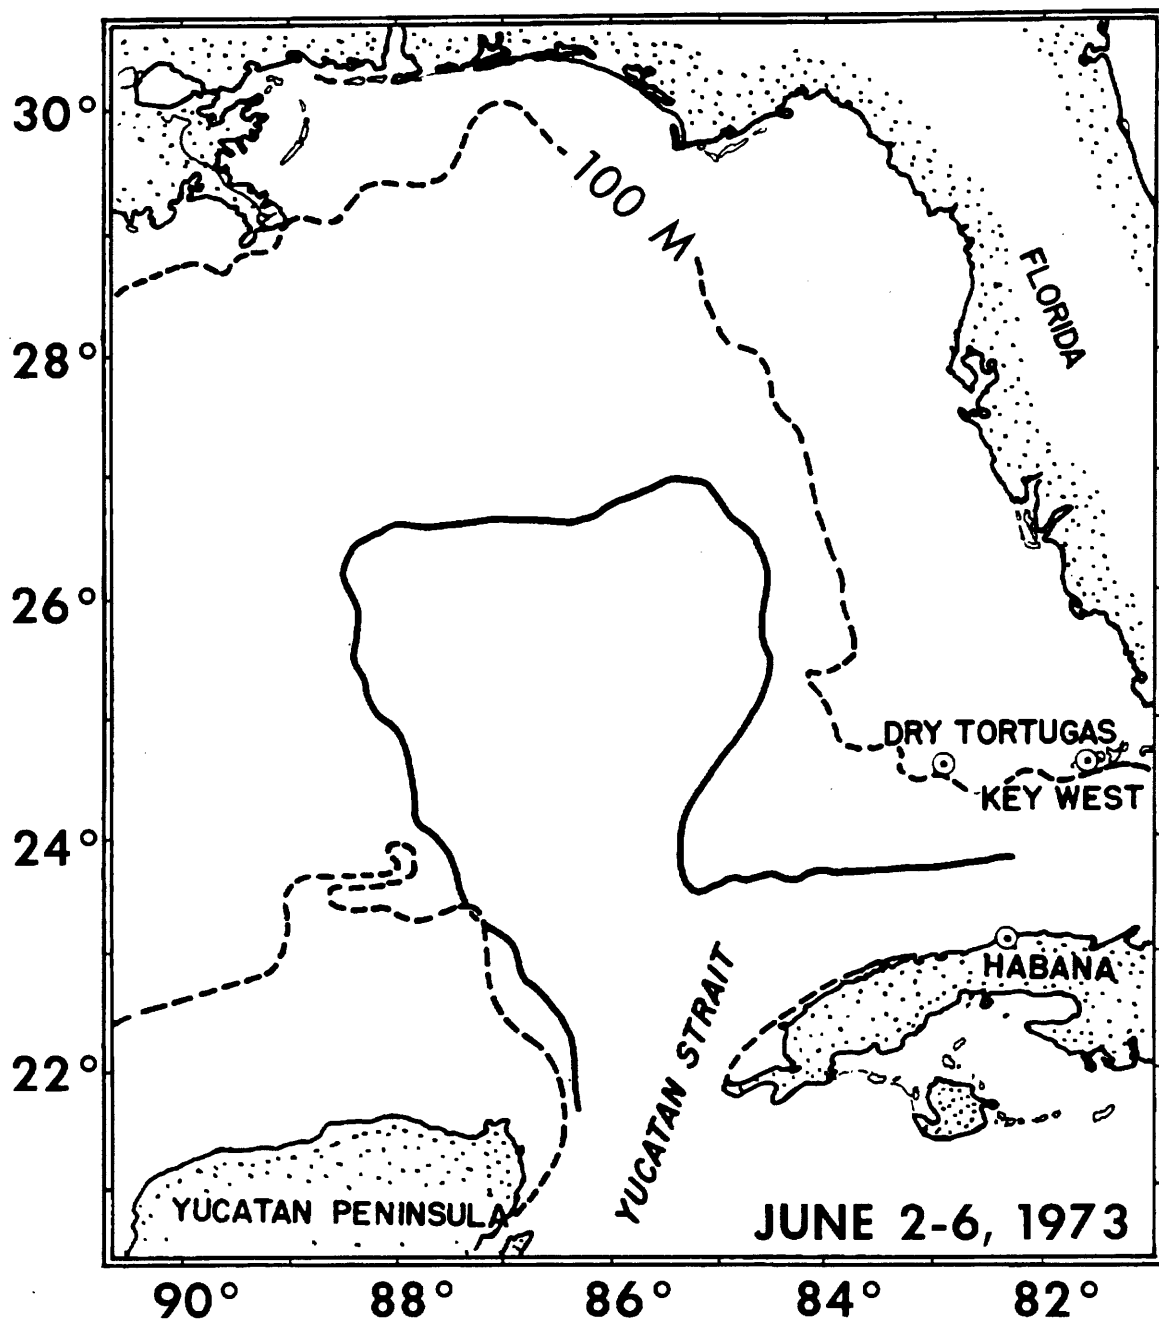 30°
100 M
FLORIDA
28°
26°
DRY TORTUGAS
KEY WEST
24°
HABANA
YUCATAN STRAIT
22°
YUCATAN PENINSULA
JUNE 2-6, 1973
90° 88° 86° 84° 82°